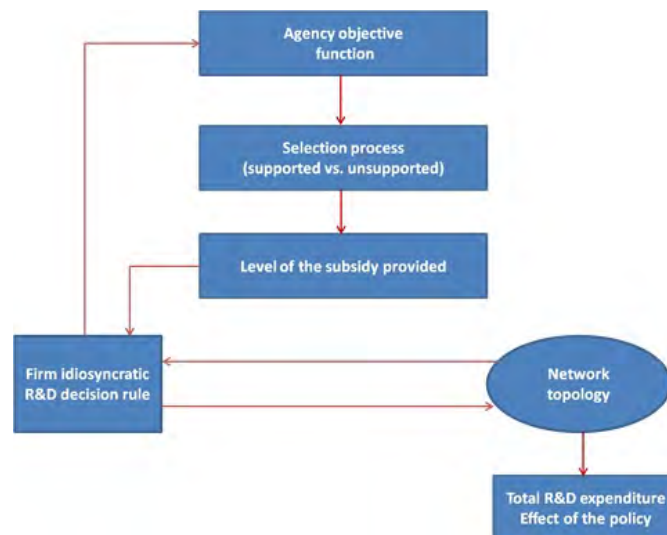 Agency objective
function
Selection process
(supported vs. unsupported)
Level of the subsidy provided
Firm idiosyncratic
R&D decision rule
Network
topology
Total R&D expenditure
Effect of the policy